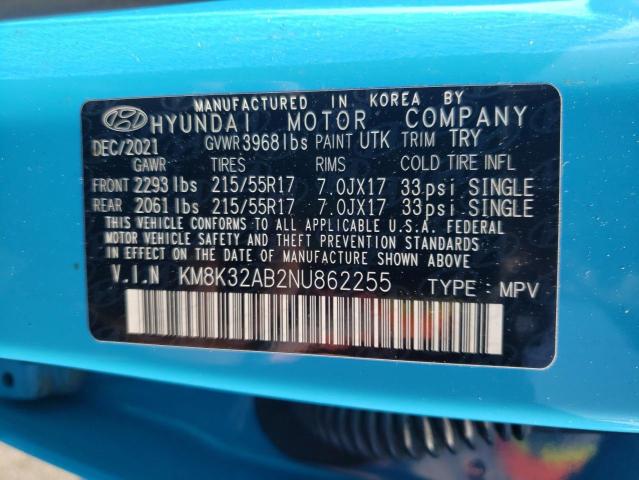 MANUFACTURED IN KOREA BY
HYUNDAI MOTOR COMPANY
DEC/2021 GVWR 3968lbs PAINT UTK TRIM TRY
GAWR TIRES RIMS COLD TIRE INFL
FRONT 2293 lbs 215/55R17 7.0JX17 33psi SINGLE
REAR 2061 lbs 215/55R17 7.0JX17 33psi SINGLE
THIS VEHICLE CONFORMS TO ALL APPLICABLE U.S.A. FEDERAL
MOTOR VEHICLE SAFETY AND THEFT PREVENTION STANDARDS
IN EFFECT ON THE DATE OF MANUFACTURE SHOWN ABOVE.
V.I.N KM8K32AB2NU862255 TYPE: MPV